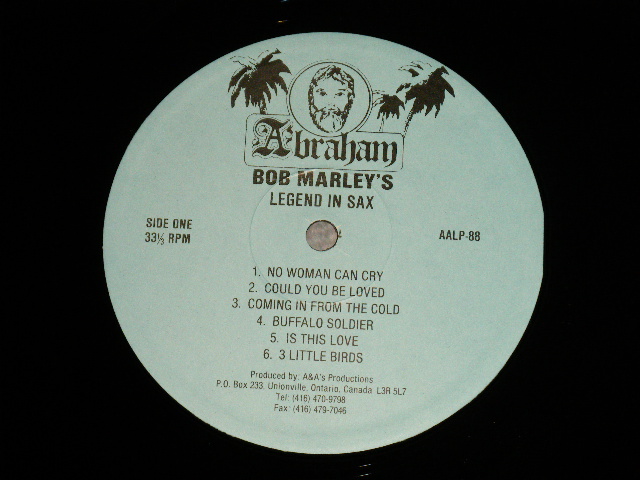 Abraham
BOB MARLEY'S
LEGEND IN SAX
SIDE ONE
33⅓ RPM
AALP-88
1. NO WOMAN CAN CRY
2. COULD YOU BE LOVED
3. COMING IN FROM THE COLD
4. BUFFALO SOLDIER
5. IS THIS LOVE
6. 3 LITTLE BIRDS
Produced by: A&A's Productions
P.O. Box 233, Unionville, Ontario, Canada L3R 5L7
Tel: (416) 470-9798
Fax: (416) 479-7046